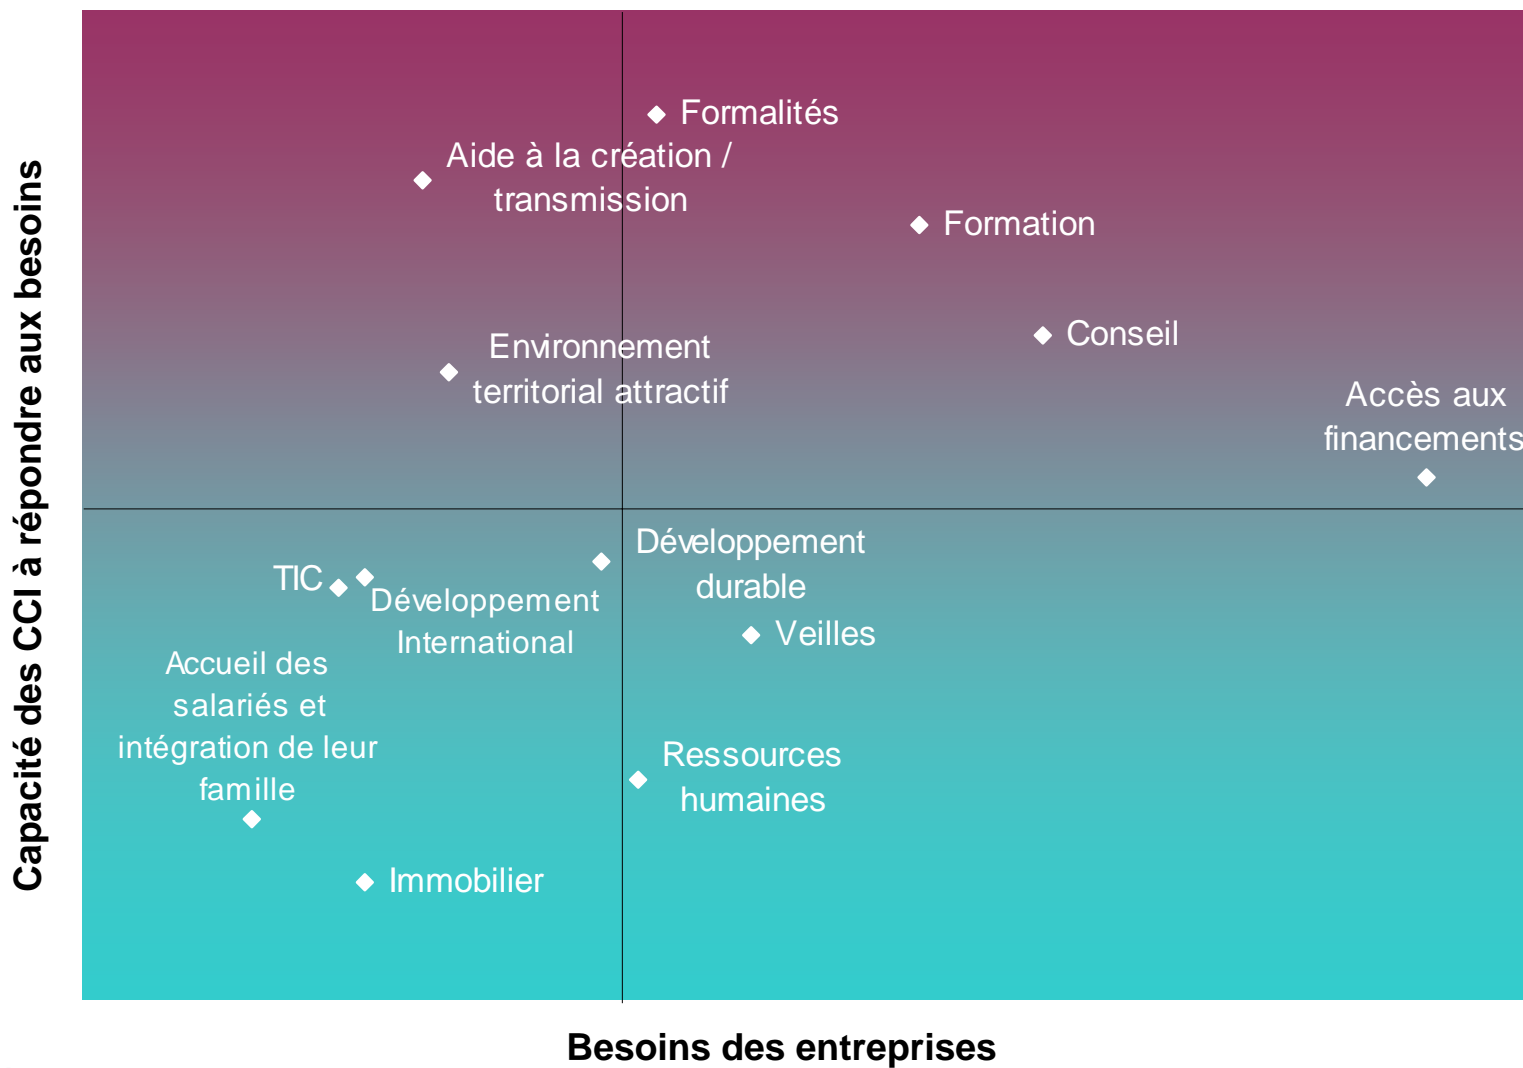 Capacité des CCI à répondre aux besoins
Formalités
Aide à la création /
transmission
Formation
Conseil
Environnement
territorial attractif
Accès aux
financements
Développement
durable
TIC
Développement
International
Veilles
Accueil des
salariés et
intégration de leur
famille
Ressources
humaines
Immobilier
Besoins des entreprises